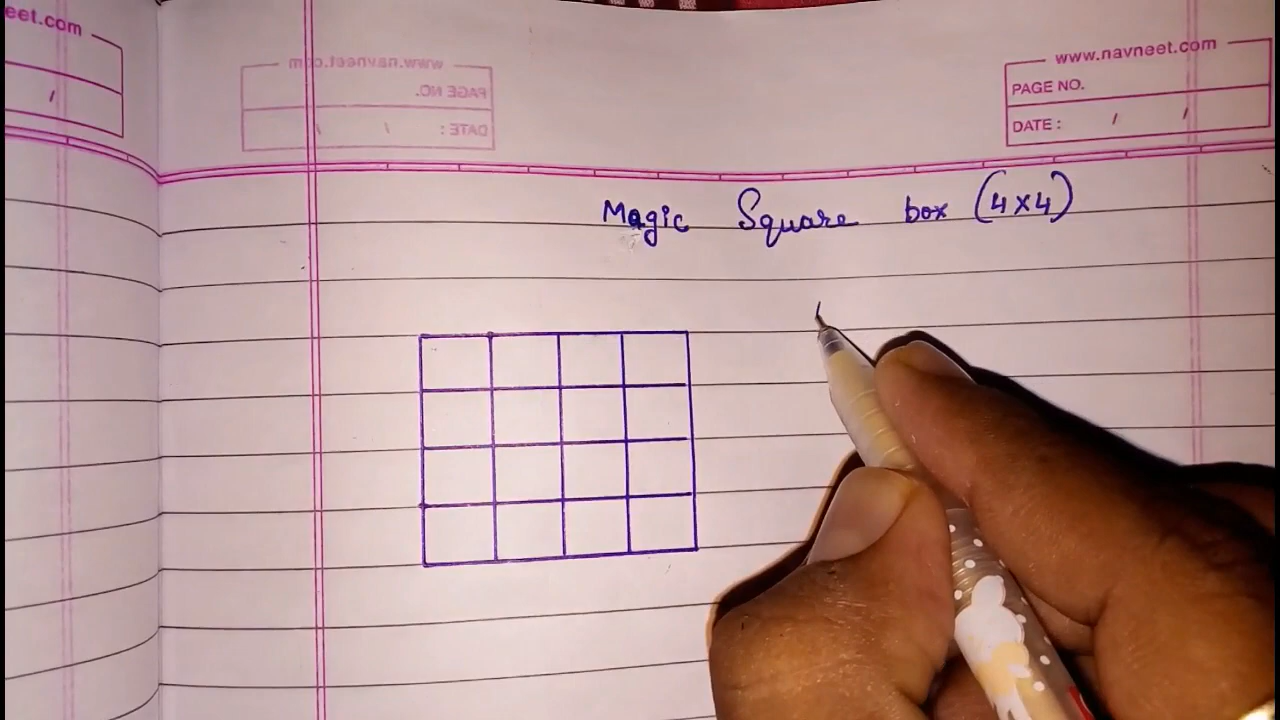 eet.com
/
www.navneet.com
PAGE NO.
DATE : / /
www.navneet.com
PAGE NO.
DATE : / /
Magic Square box (4x4)